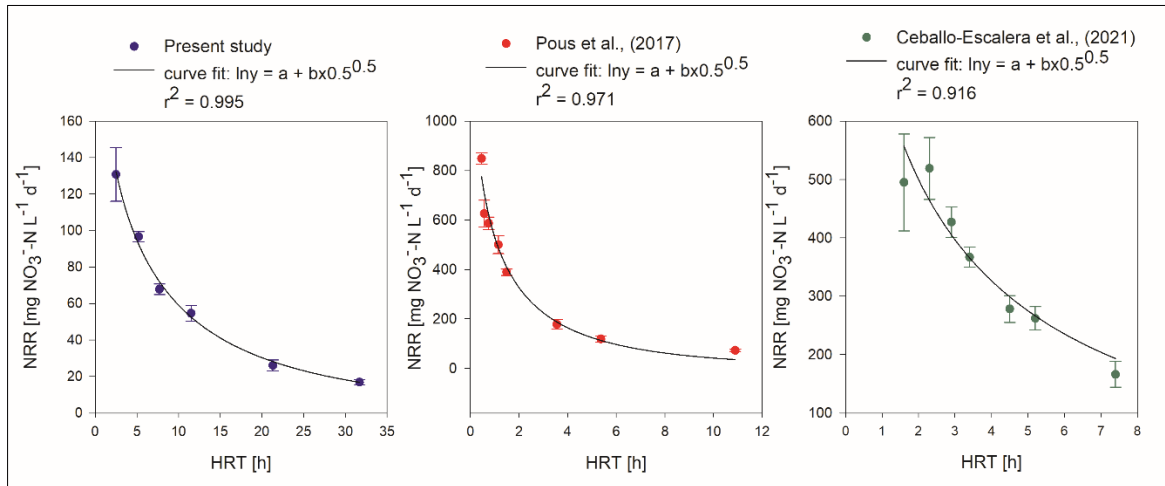 Present study
curve fit: lny = a + bx0.5^0.5
r^2 = 0.995
160
140
120
100
80
60
40
20
0
NRR [mg NO3^- -N L^-1 d^-1]
0 5 10 15 20 25 30 35
HRT [h]
Pous et al., (2017)
curve fit: lny = a + bx0.5^0.5
r^2 = 0.971
1000
800
600
400
200
0
NRR [mg NO3^- -N L^-1 d^-1]
0 2 4 6 8 10 12
HRT [h]
Ceballo-Escalera et al., (2021)
curve fit: lny = a + bx0.5^0.5
r^2 = 0.916
600
500
400
300
200
100
NRR [mg NO3^- -N L^-1 d^-1]
0 1 2 3 4 5 6 7 8
HRT [h]